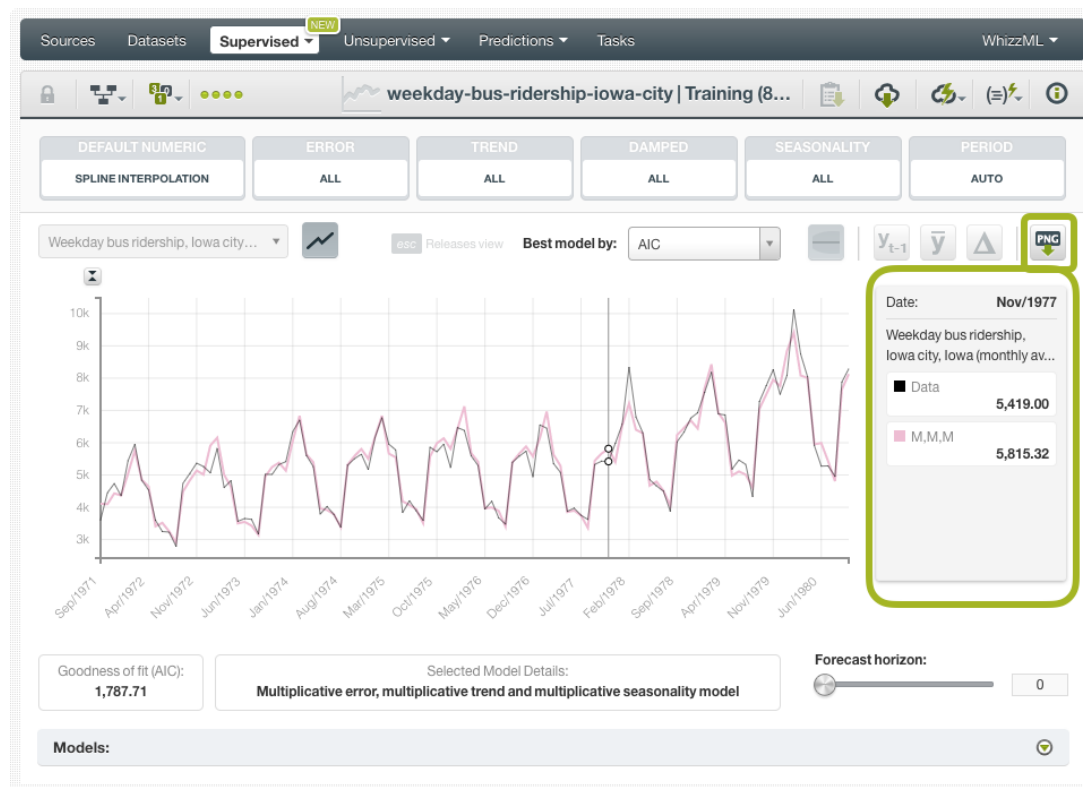 NEW
Sources Datasets Supervised Unsupervised Predictions Tasks WhizzML
weekday-bus-ridership-iowa-city | Training (8...
DEFAULT NUMERIC ERROR TREND DAMPED SEASONALITY PERIOD
SPLINE INTERPOLATION ALL ALL ALL ALL AUTO
Weekday bus ridership, Iowa city... esc Releases view Best model by: AIC yt-1 y Δ PNG
Date: Nov/1977
Weekday bus ridership,
Iowa city, Iowa (monthly av...
Data
5,419.00
M,M,M
5,815.32
10k
9k
8k
7k
6k
5k
4k
3k
Sep/1971 Apr/1972 Nov/1972 Jun/1973 Jan/1974 Aug/1974 Mar/1975 Oct/1975 May/1976 Dec/1976 Jul/1977 Feb/1978 Sep/1978 Apr/1979 Nov/1979 Jun/1980
Goodness of fit (AIC):
1,787.71
Selected Model Details:
Multiplicative error, multiplicative trend and multiplicative seasonality model
Forecast horizon:
0
Models: